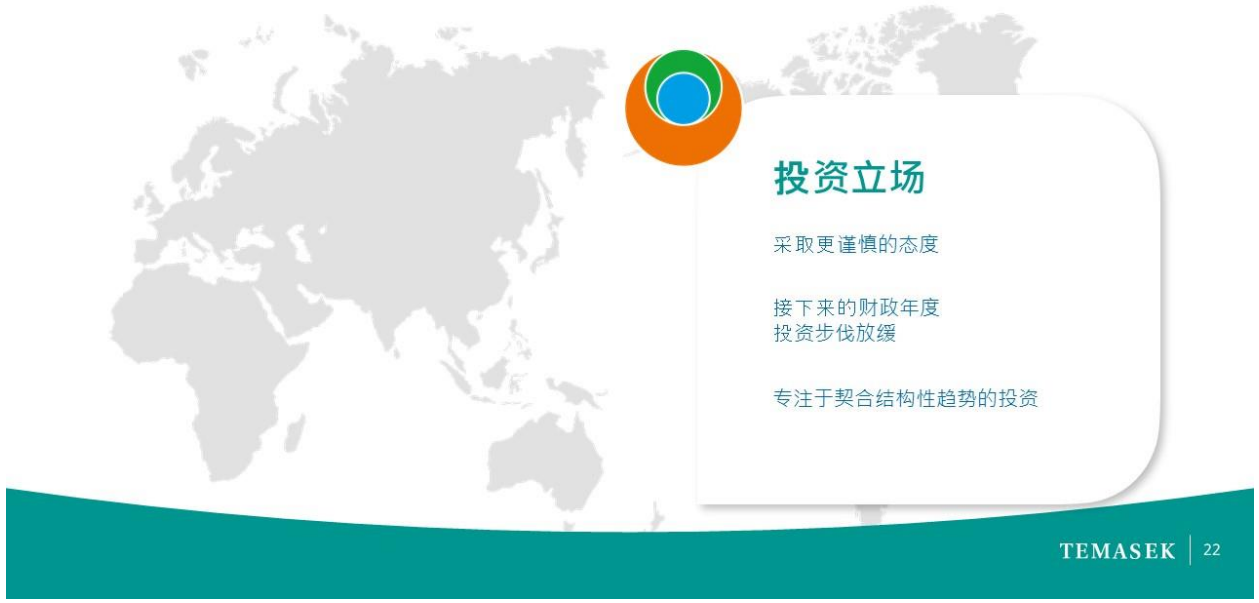 投资立场
采取更谨慎的态度
接下来的财政年度
投资步伐放缓
专注于契合结构性趋势的投资
TEMASEK 22